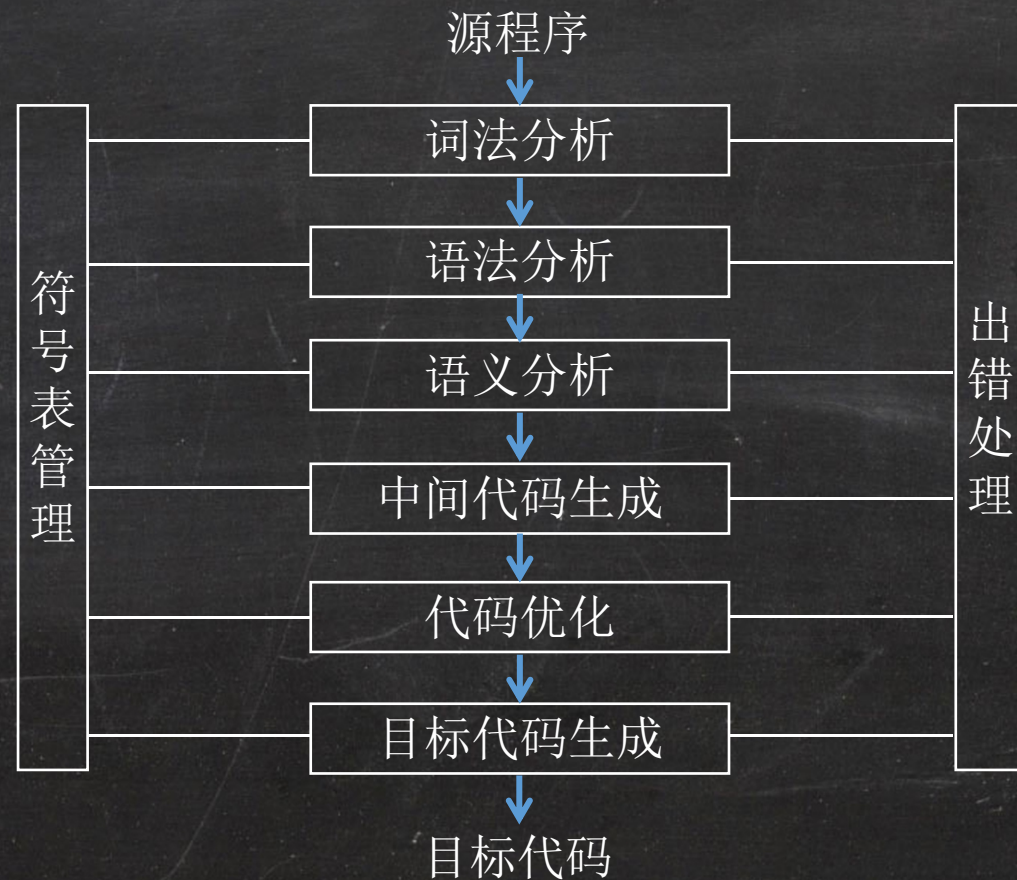 源程序
词法分析
语法分析
语义分析
中间代码生成
代码优化
目标代码生成
目标代码
符号表管理
出错处理